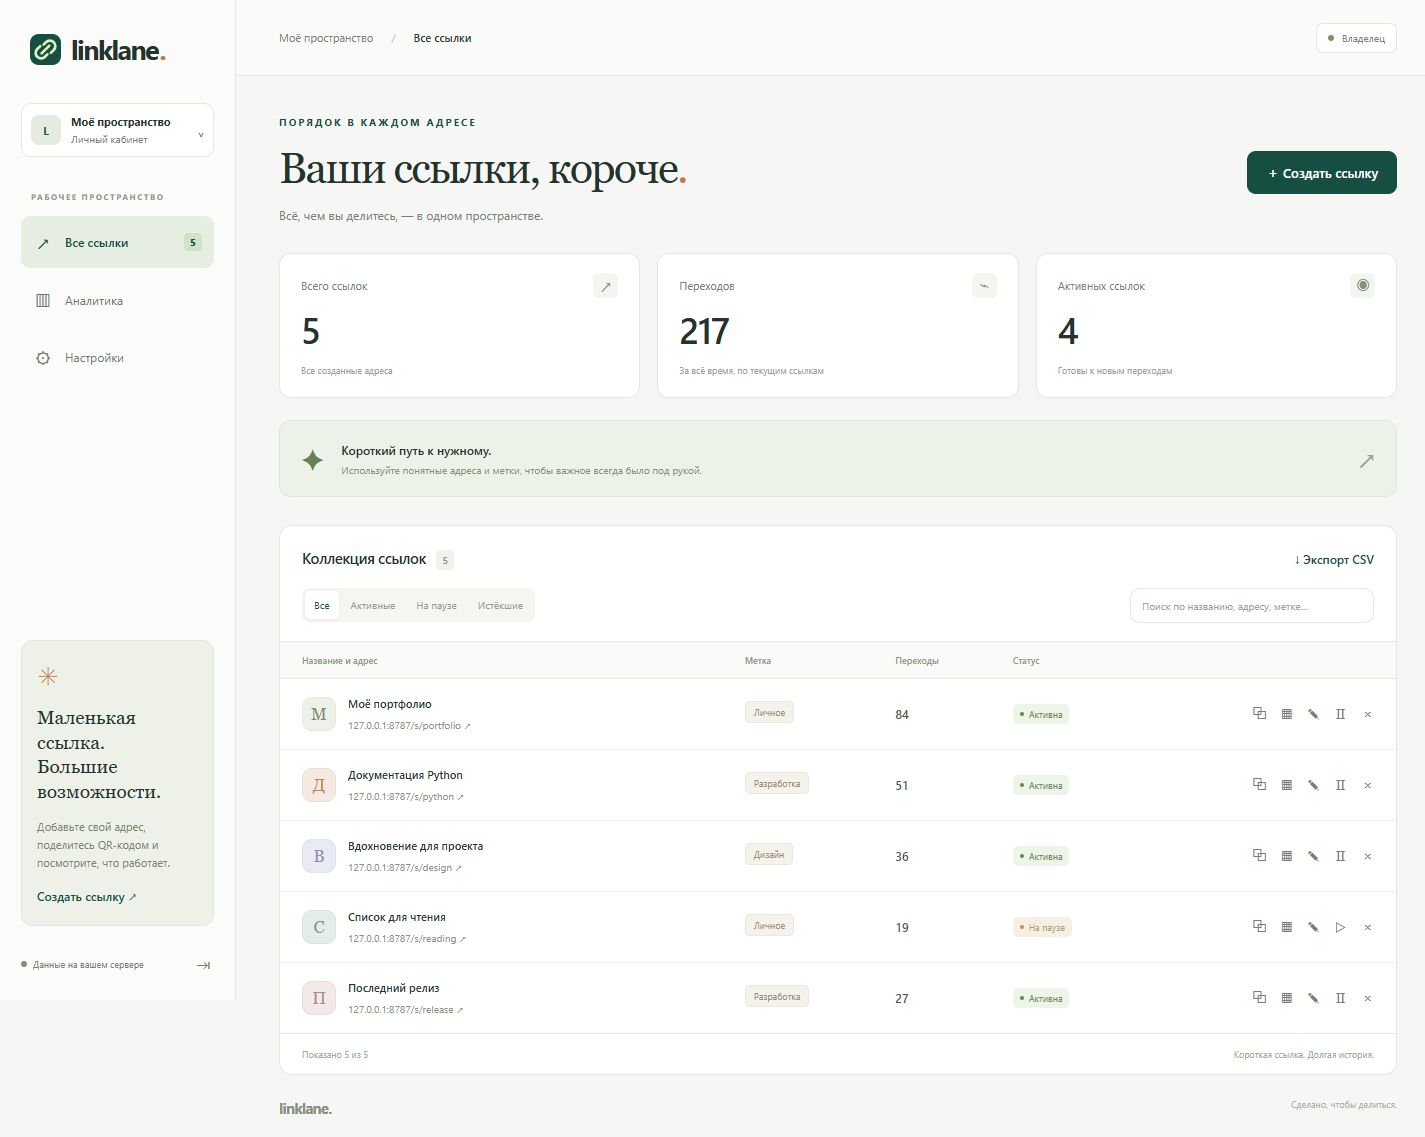 linklane.
L
Моё пространство
Личный кабинет
РАБОЧЕЕ ПРОСТРАНСТВО
Все ссылки
5
Аналитика
Настройки
Маленькая
ссылка.
Большие
возможности.
Добавьте свой адрес,
поделитесь QR-кодом и
посмотрите, что работает.
Создать ссылку ↗
Данные на вашем сервере
Моё пространство / Все ссылки
Владелец
ПОРЯДОК В КАЖДОМ АДРЕСЕ
Ваши ссылки, короче.
Всё, чем вы делитесь, — в одном пространстве.
+ Создать ссылку
Всего ссылок
5
Все созданные адреса
Переходов
217
За всё время, по текущим ссылкам
Активных ссылок
4
Готовы к новым переходам
Короткий путь к нужному.
Используйте понятные адреса и метки, чтобы важное всегда было под рукой.
Коллекция ссылок 5
↓ Экспорт CSV
Все Активные На паузе Истёкшие
Поиск по названию, адресу, метке...
Название и адрес Метка Переходы Статус
М Моё портфолио Личное 84 Активна
127.0.0.1:8787/s/portfolio ↗
Д Документация Python Разработка 51 Активна
127.0.0.1:8787/s/python ↗
В Вдохновение для проекта Дизайн 36 Активна
127.0.0.1:8787/s/design ↗
С Список для чтения Личное 19 На паузе
127.0.0.1:8787/s/reading ↗
П Последний релиз Разработка 27 Активна
127.0.0.1:8787/s/release ↗
Показано 5 из 5
Короткая ссылка. Долгая история.
linklane.
Сделано, чтобы делиться.